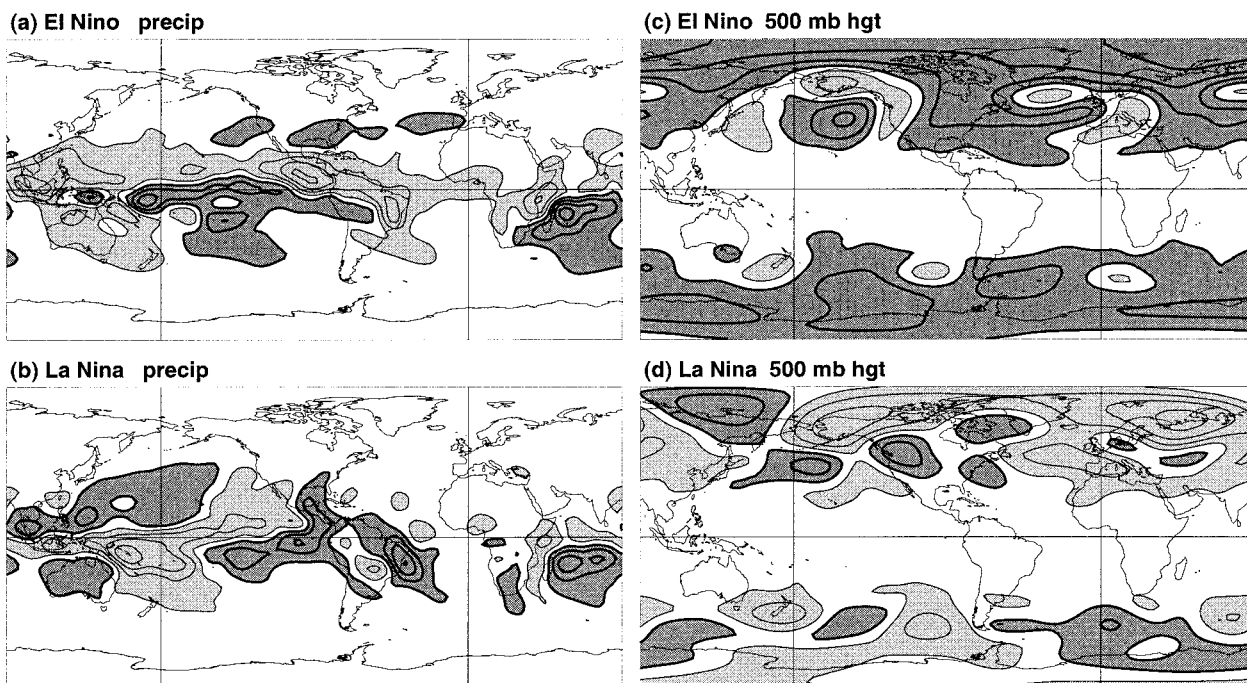 (a) El Nino precip
(c) El Nino 500 mb hgt
(b) La Nina precip
(d) La Nina 500 mb hgt